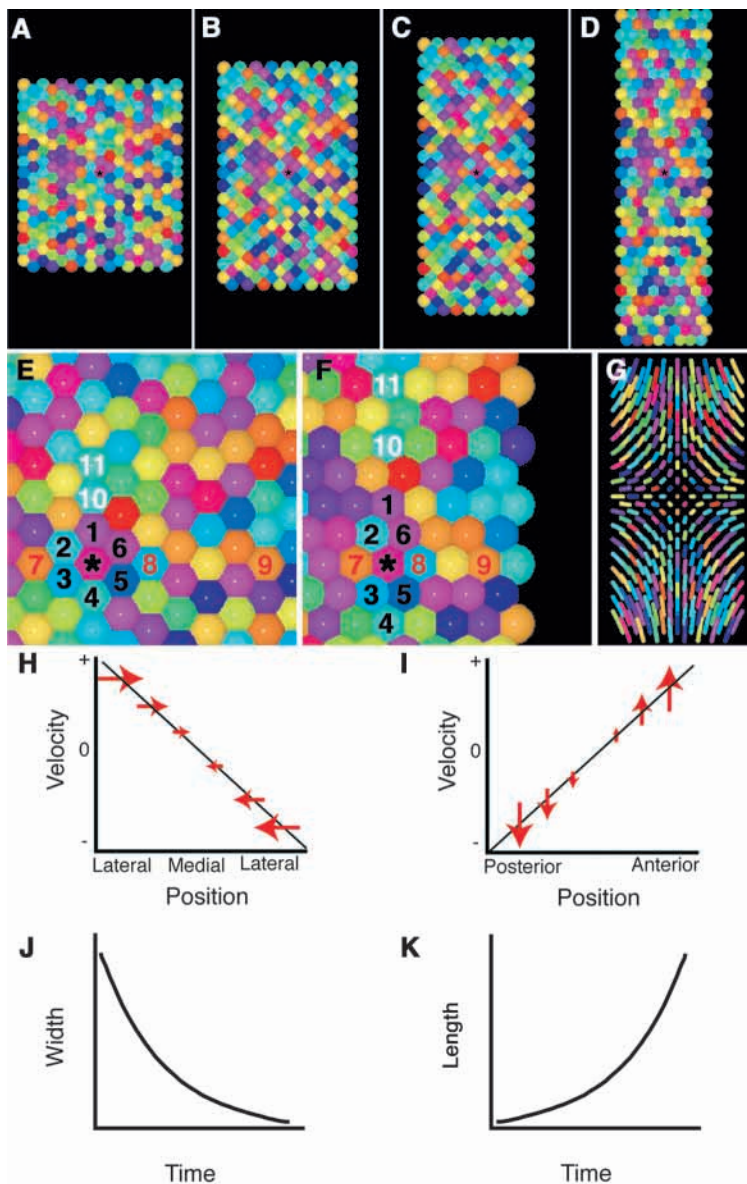 A
B
C
D
*
*
*
*
E
11
10
1
2
6
7
*
8
9
3
5
4
F
11
10
1
2
6
7
*
8
9
3
5
4
G
H
+
Velocity
0
-
Lateral Medial Lateral
Position
I
+
Velocity
0
-
Posterior Anterior
Position
J
Width
Time
K
Length
Time